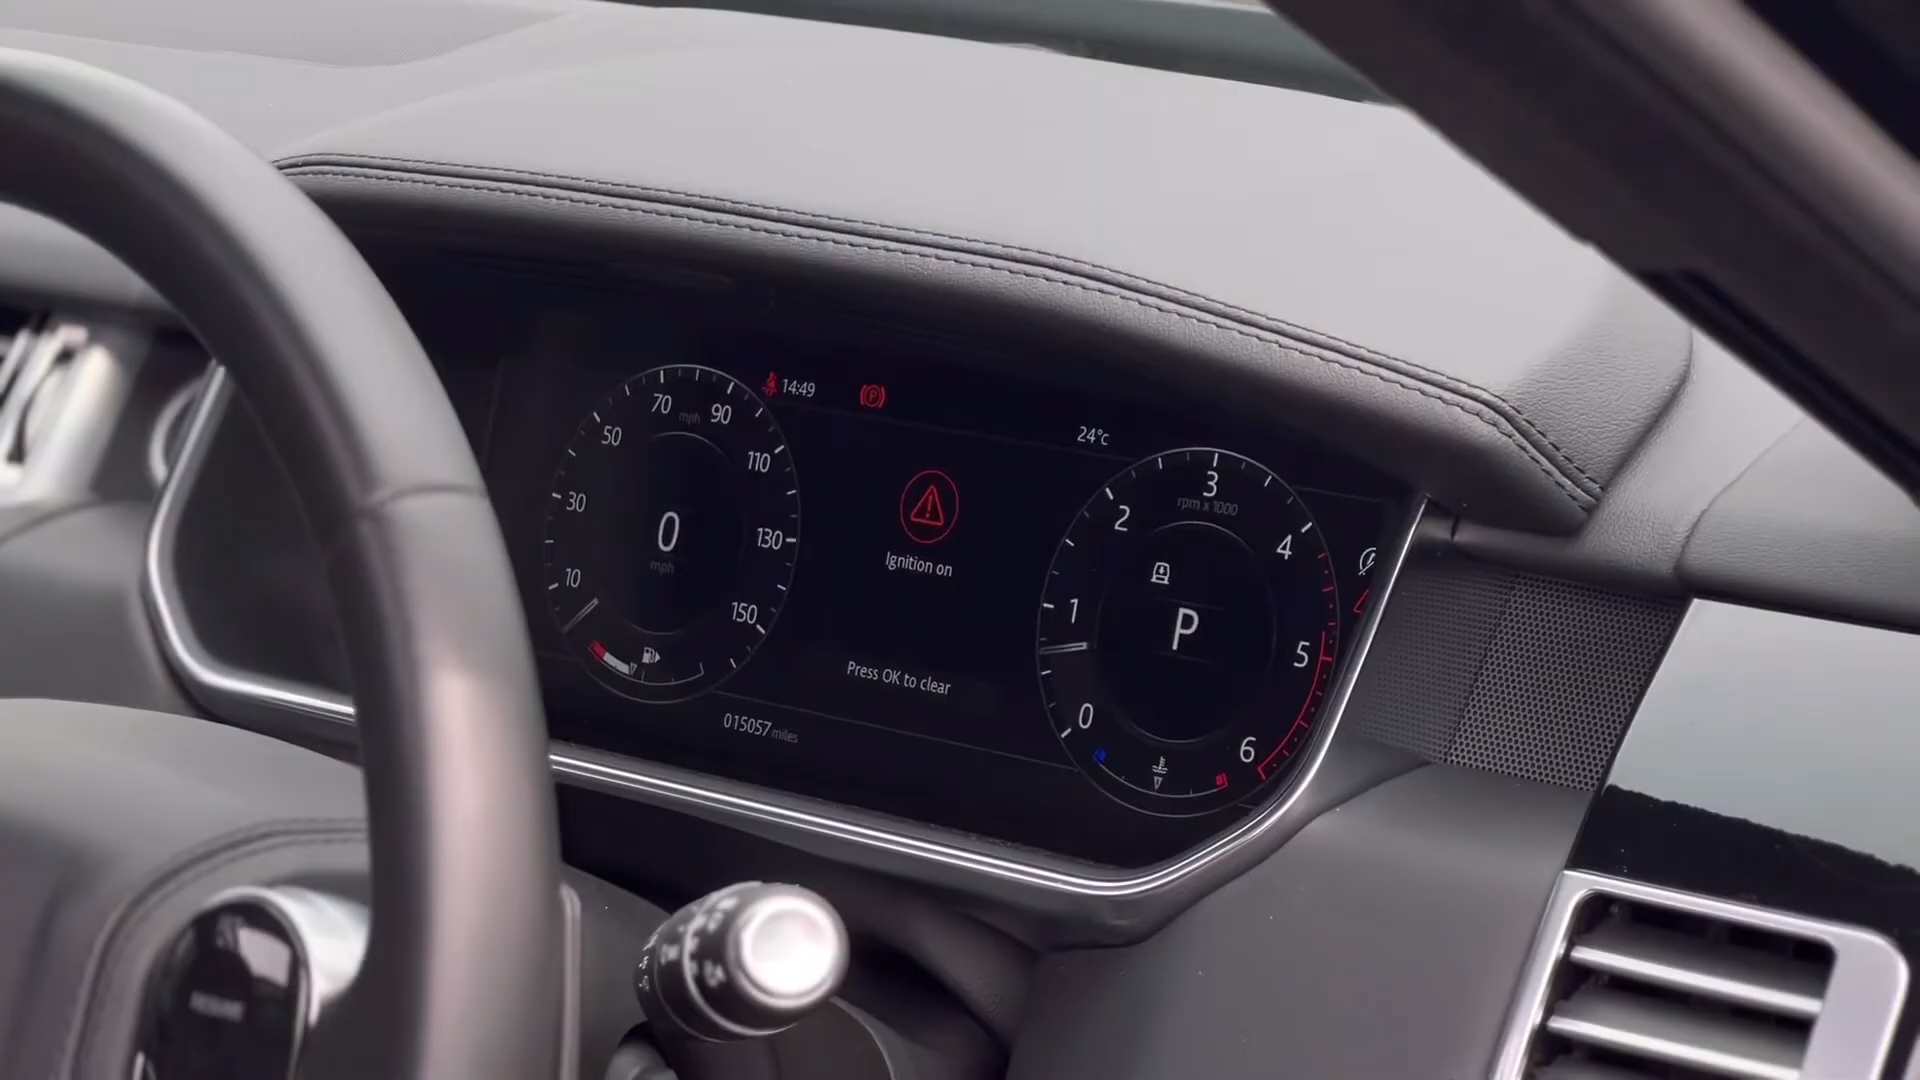 14:49
24°c
70 mph 90
50
110
30
130
10
150
0
mph
Ignition on
Press OK to clear
015057 miles
3
rpm x 1000
2
4
1
5
0
6
P